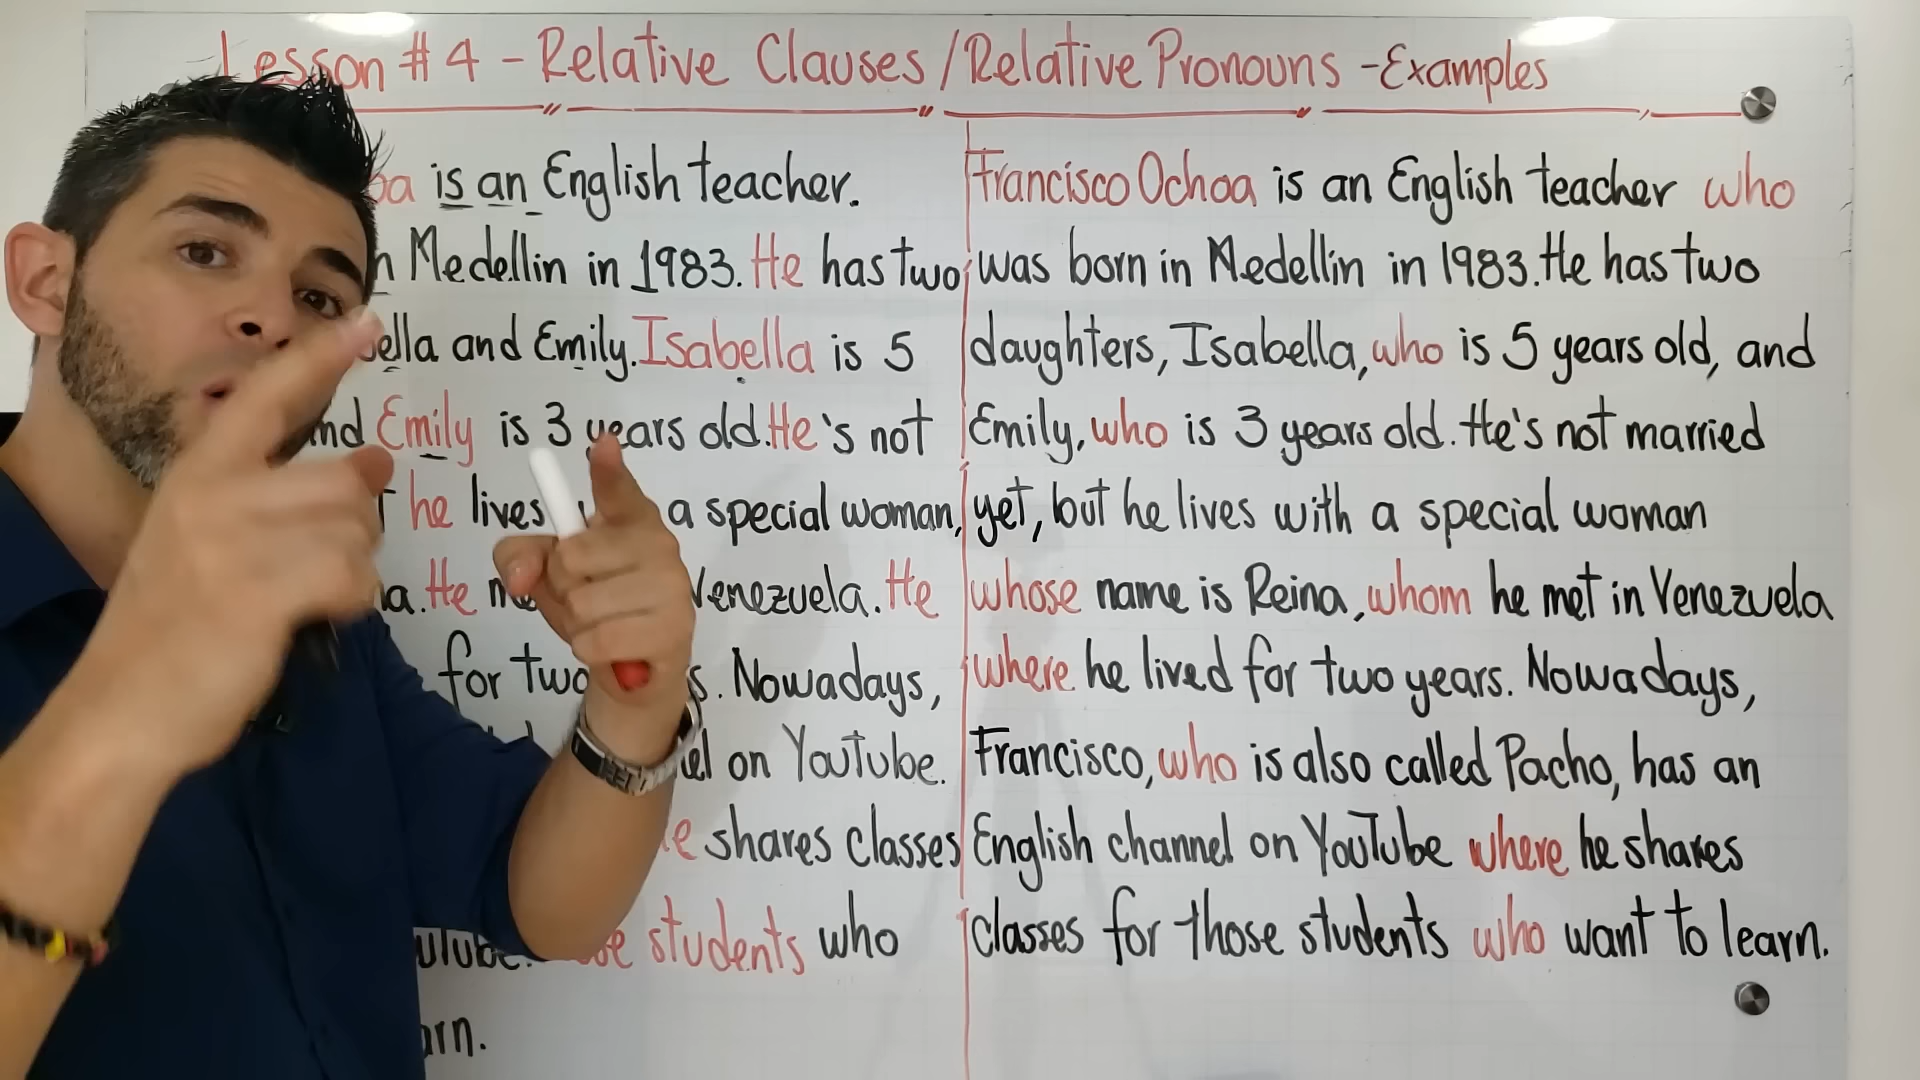 Lesson #4 - Relative Clauses / Relative Pronouns - Examples
is an English teacher.
Medellin in 1983. He has two
and Emily. Isabella is 5
Emily is 3 years old. He's not
he lives a special woman,
He Venezuela. He
for two . Nowadays,
on YouTube.
shares classes
students who
Francisco Ochoa is an English teacher who
was born in Medellin in 1983. He has two
daughters, Isabella, who is 5 years old, and
Emily, who is 3 years old. He's not married
yet, but he lives with a special woman
whose name is Reina, whom he met in Venezuela
where he lived for two years. Nowadays,
Francisco, who is also called Pacho, has an
English channel on YouTube where he shares
classes for those students who want to learn.